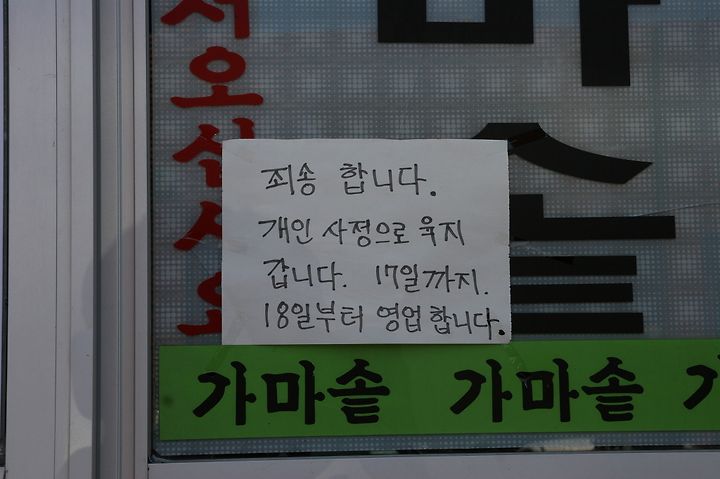 죄송 합니다.
개인 사정으로 육지
갑니다. 17일까지.
18일부터 영업합니다.
가마솥 가마솥 가